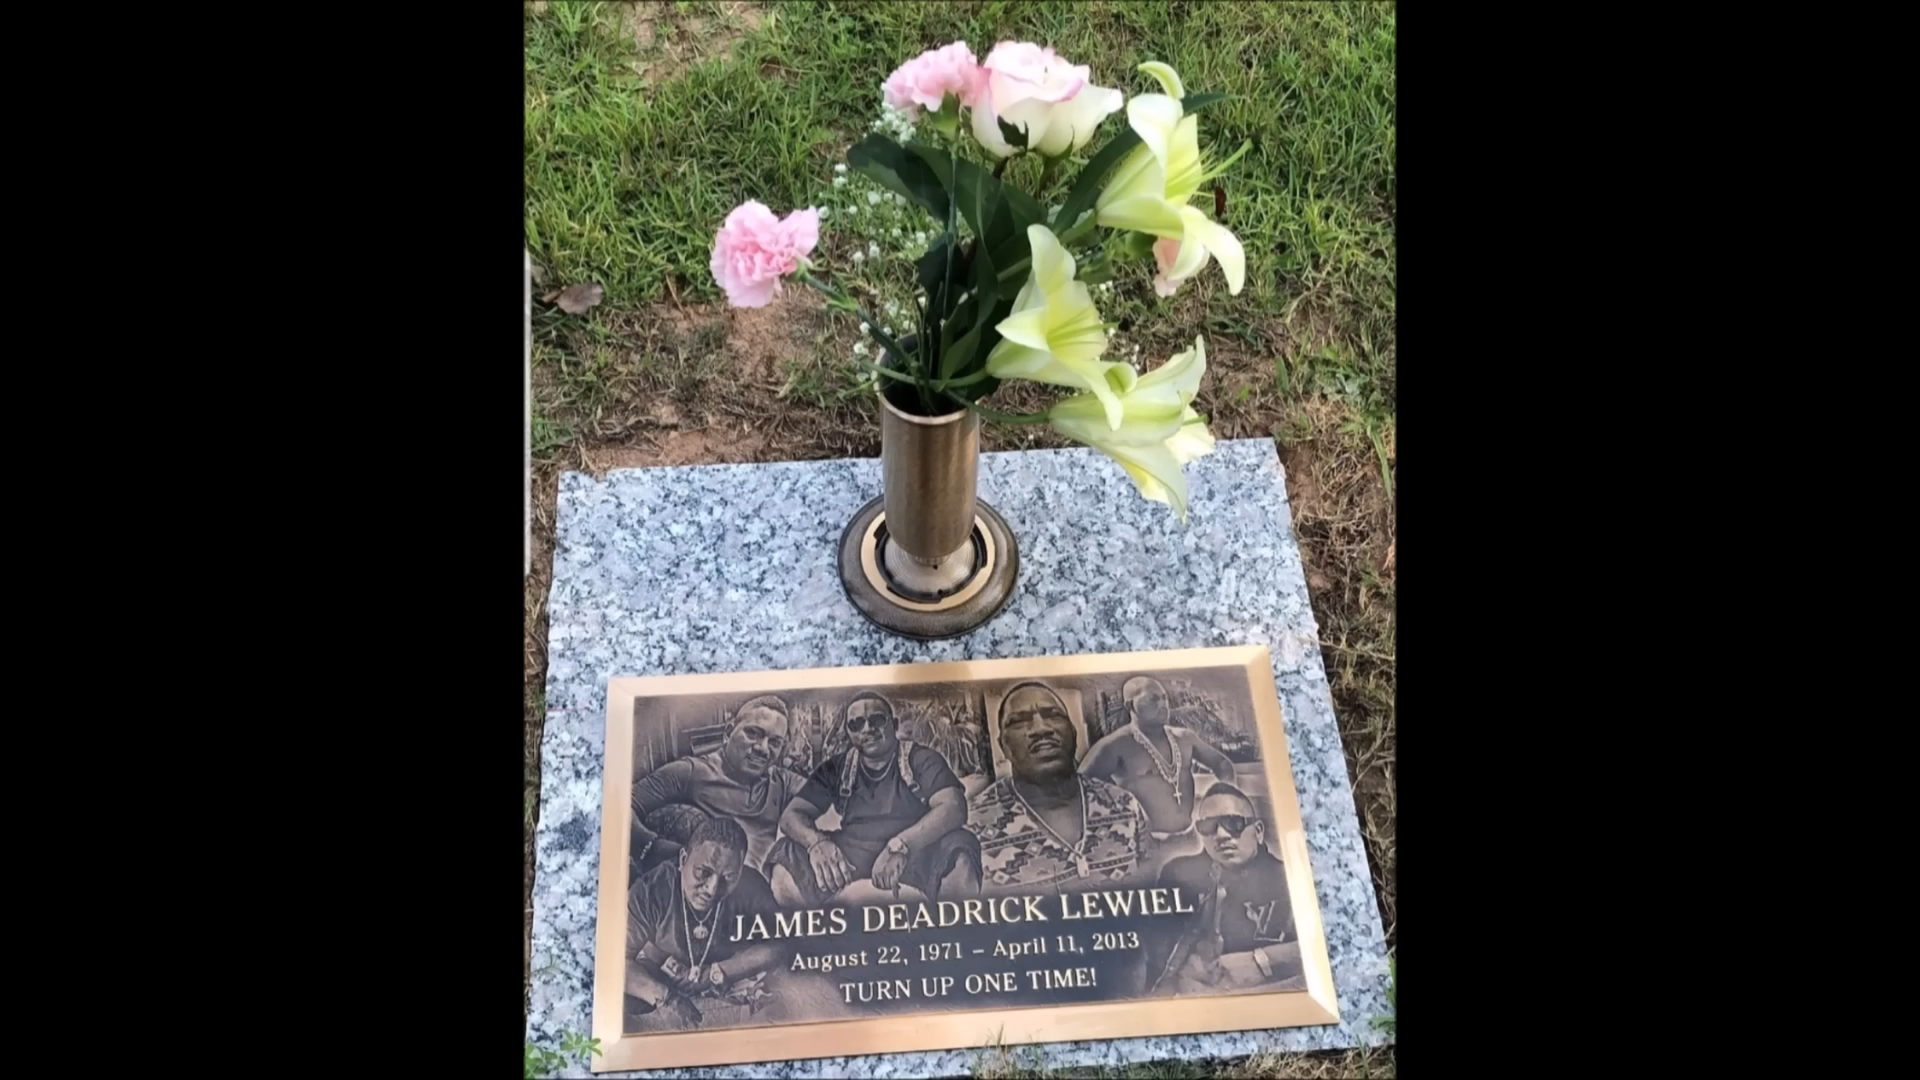 JAMES DEADRICK LEWIEL
August 22, 1971 – April 11, 2013
TURN UP ONE TIME!